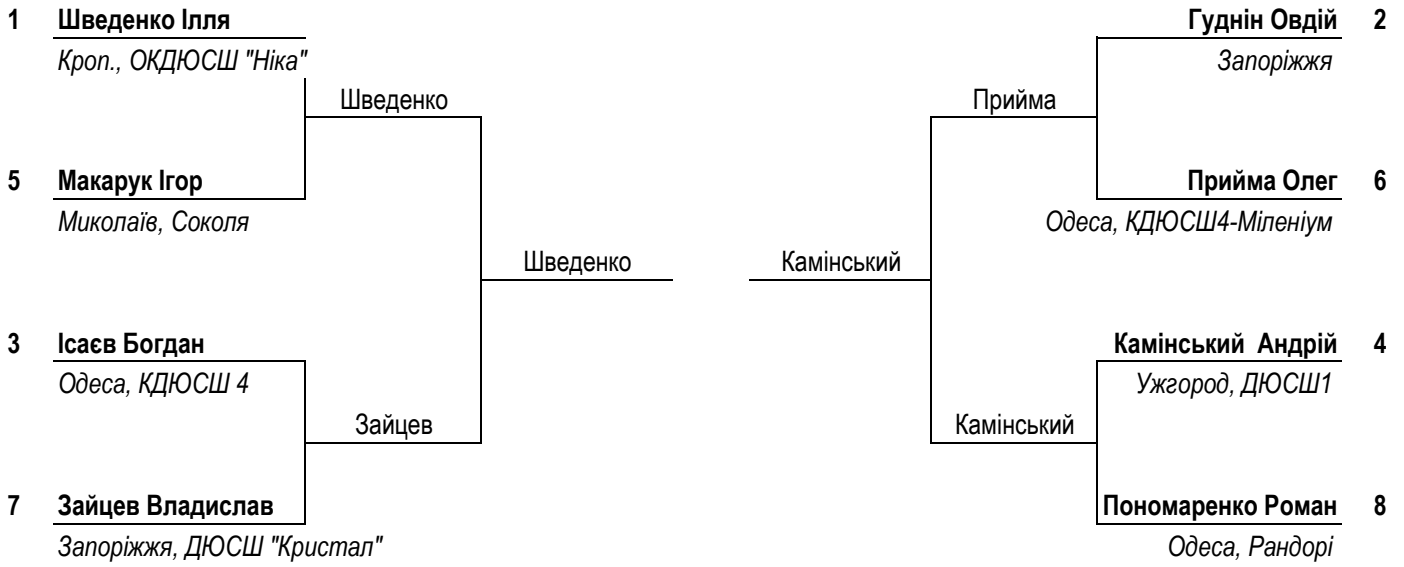 1 Шведенко Ілля Гуднін Овдій 2
Кроп., ОКДЮСШ "Ніка" Запоріжжя
Шведенко Прийма
5 Макарук Ігор Прийма Олег 6
Миколаїв, Соколя Одеса, КДЮСШ4-Міленіум
Шведенко Камінський
3 Ісаєв Богдан Камінський Андрій 4
Одеса, КДЮСШ 4 Ужгород, ДЮСШ1
Зайцев Камінський
7 Зайцев Владислав Пономаренко Роман 8
Запоріжжя, ДЮСШ "Кристал" Одеса, Рандорі